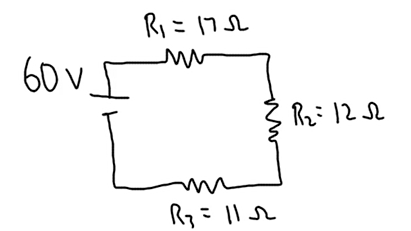 R₁ = 17 Ω
60 V
R₂ = 12 Ω
R₃ = 11 Ω